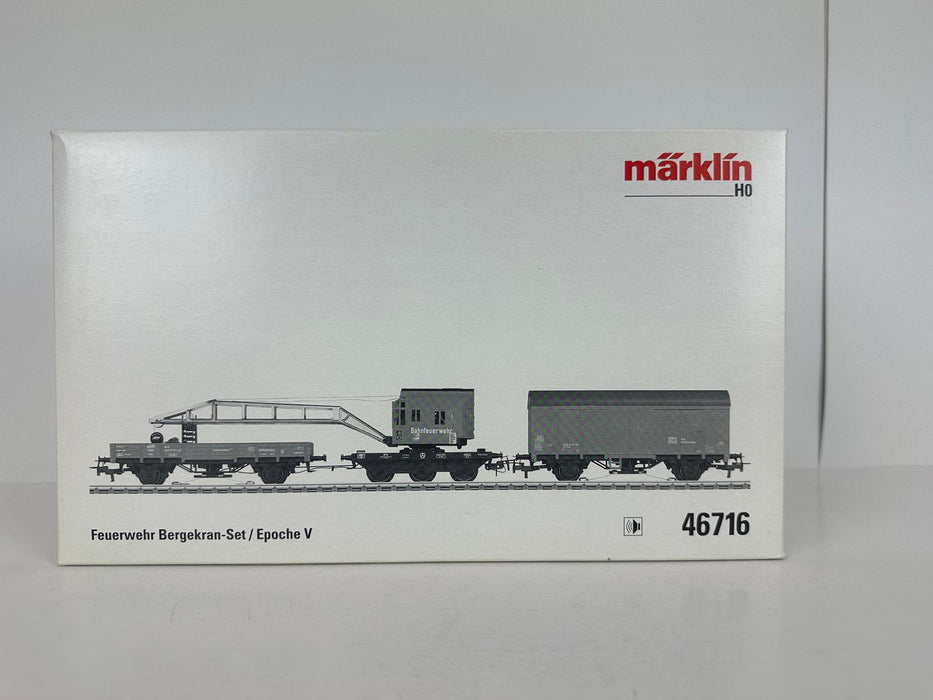 märklin
H0
Bahnfeuerwehr
Feuerwehr Bergekran-Set / Epoche V
46716